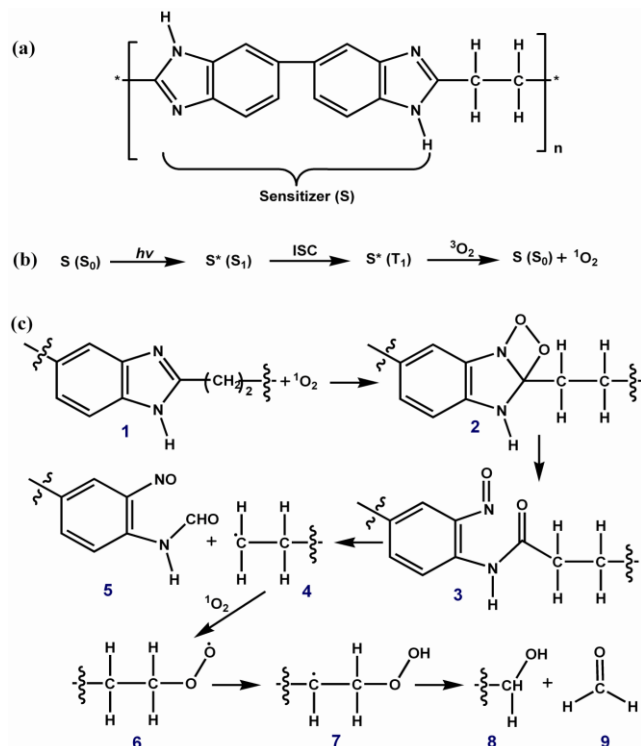 (a)
H
N
N
H H
* C C *
H H
N
N
H
n
Sensitizer (S)
(b) S (S0) hν S* (S1) ISC S* (T1) 3O2 S (S0) + 1O2
(c)
N
(CH2)2 + 1O2
N
H
1
O
O
N
H H
C C
H H
N
H
2
NO
CHO
N
H
5
+
H H
C C
H H
4
O
N
O
H H
C C
H H
N
H
3
1O2
H H
C C
H H
O
O
6
H
C C
H H
O
OH
7
OH
CH
H
8
+
O
C
H H
9